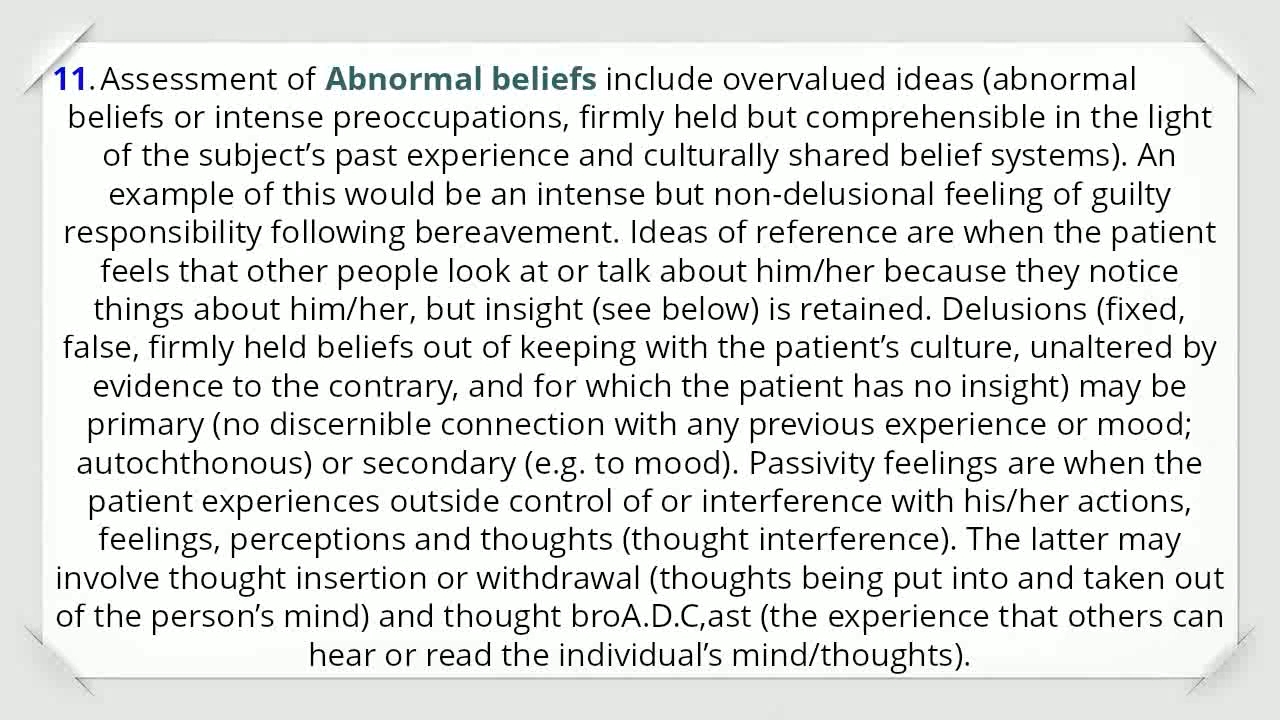 11. Assessment of Abnormal beliefs include overvalued ideas (abnormal
beliefs or intense preoccupations, firmly held but comprehensible in the light
of the subject’s past experience and culturally shared belief systems). An
example of this would be an intense but non-delusional feeling of guilty
responsibility following bereavement. Ideas of reference are when the patient
feels that other people look at or talk about him/her because they notice
things about him/her, but insight (see below) is retained. Delusions (fixed,
false, firmly held beliefs out of keeping with the patient’s culture, unaltered by
evidence to the contrary, and for which the patient has no insight) may be
primary (no discernible connection with any previous experience or mood;
autochthonous) or secondary (e.g. to mood). Passivity feelings are when the
patient experiences outside control of or interference with his/her actions,
feelings, perceptions and thoughts (thought interference). The latter may
involve thought insertion or withdrawal (thoughts being put into and taken out
of the person’s mind) and thought broA.D.C,ast (the experience that others can
hear or read the individual’s mind/thoughts).